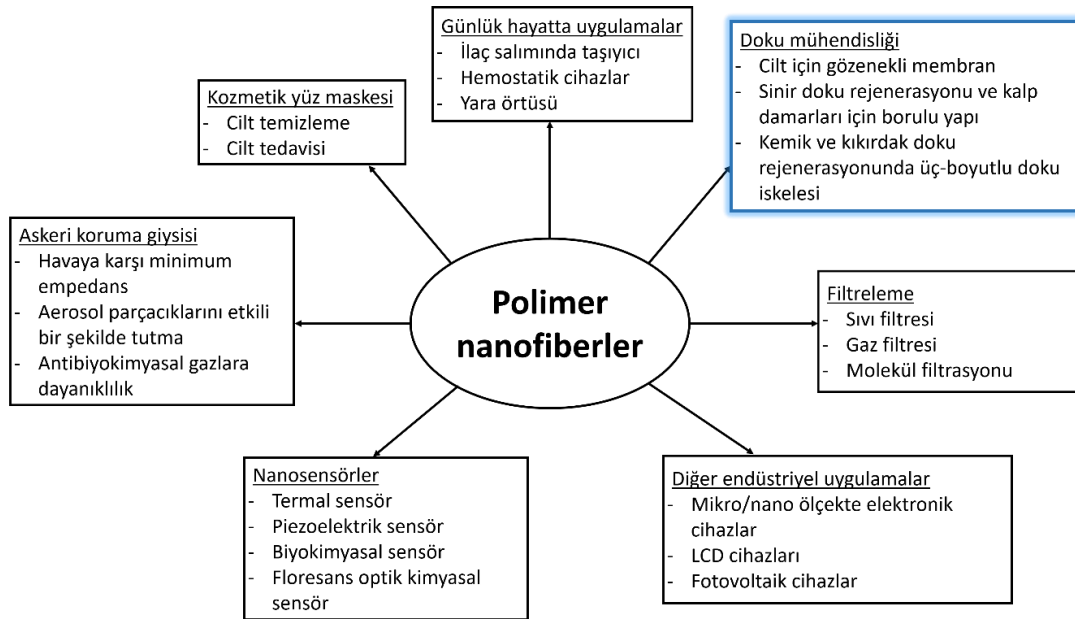 Günlük hayatta uygulamalar
- İlaç salımında taşıyıcı
- Hemostatik cihazlar
- Yara örtüsü
Doku mühendisliği
- Cilt için gözenekli membran
- Sinir doku rejenerasyonu ve kalp
damarları için borulu yapı
- Kemik ve kıkırdak doku
rejenerasyonunda üç-boyutlu doku
iskelesi
Kozmetik yüz maskesi
- Cilt temizleme
- Cilt tedavisi
Askeri koruma giysisi
- Havaya karşı minimum
empedans
- Aerosol parçacıklarını etkili
bir şekilde tutma
- Antibiyokimyasal gazlara
dayanıklılık
Polimer
nanofiberler
Filtreleme
- Sıvı filtresi
- Gaz filtresi
- Molekül filtrasyonu
Nanosensörler
- Termal sensör
- Piezoelektrik sensör
- Biyokimyasal sensör
- Floresans optik kimyasal
sensör
Diğer endüstriyel uygulamalar
- Mikro/nano ölçekte elektronik
cihazlar
- LCD cihazları
- Fotovoltaik cihazlar